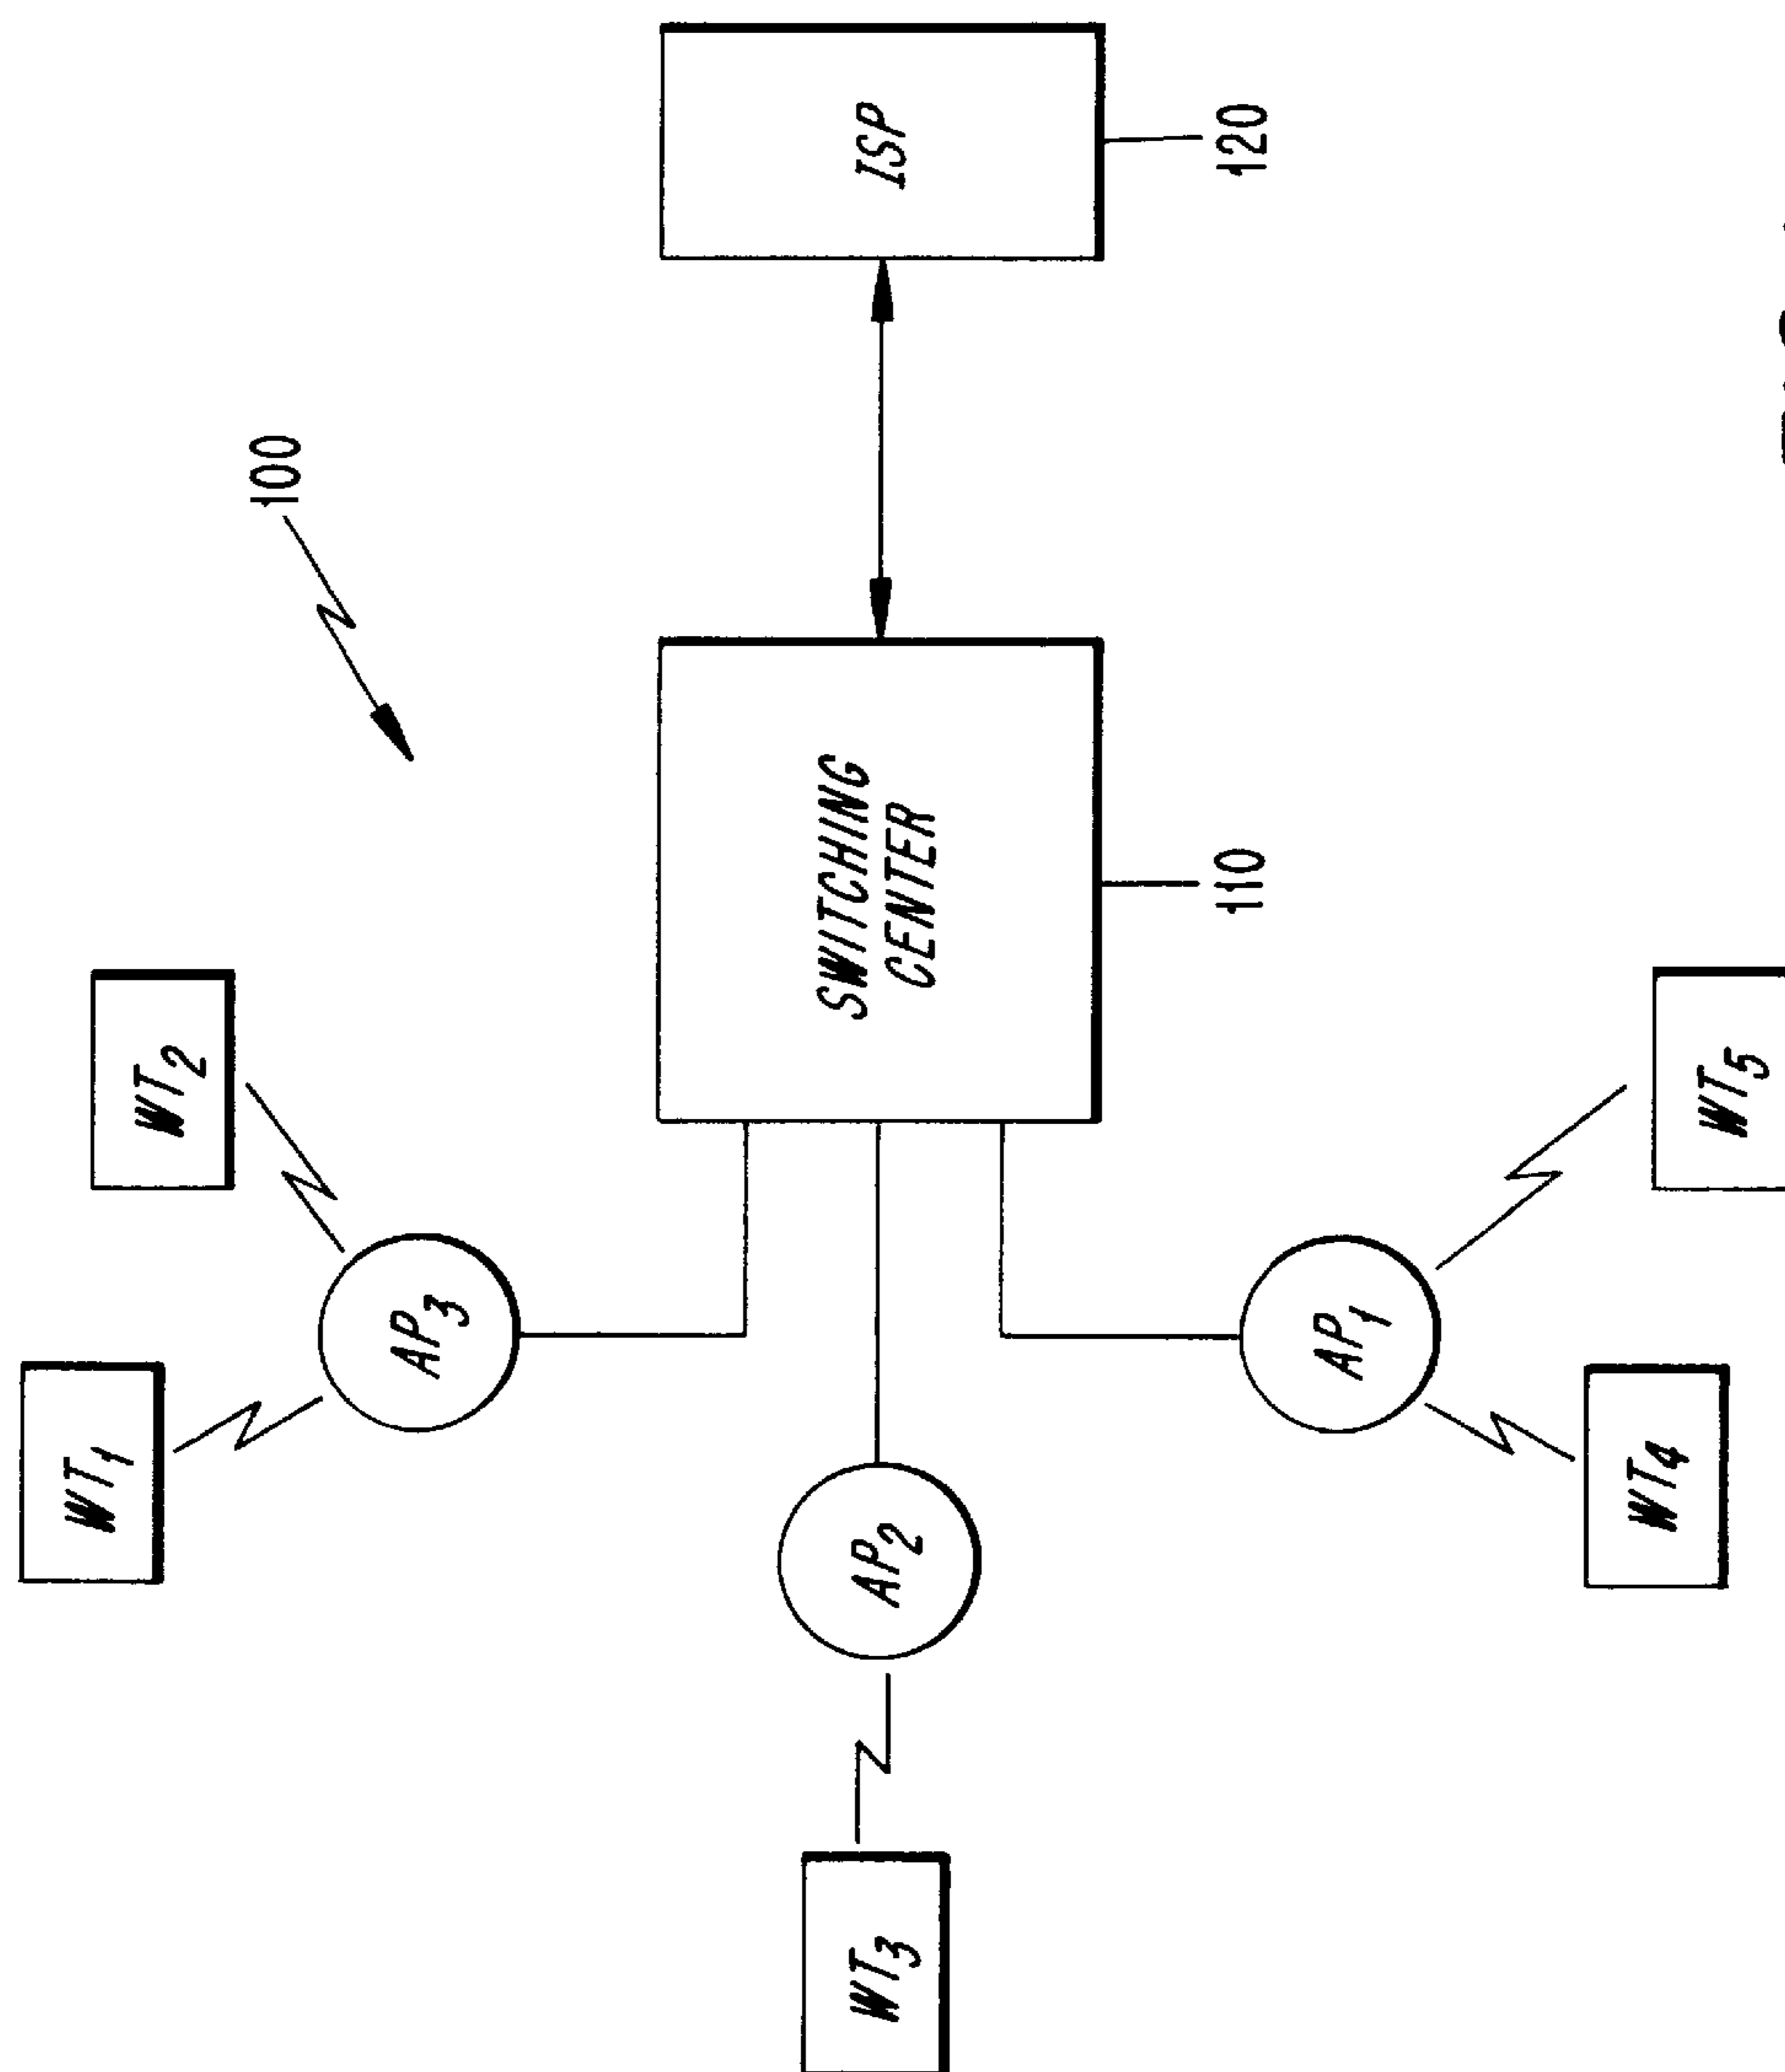 WT₁
WT₂
100
AP₃
WT₃
AP₂
SWITCHING
CENTER
ISP
110
120
AP₁
WT₄
WT₅